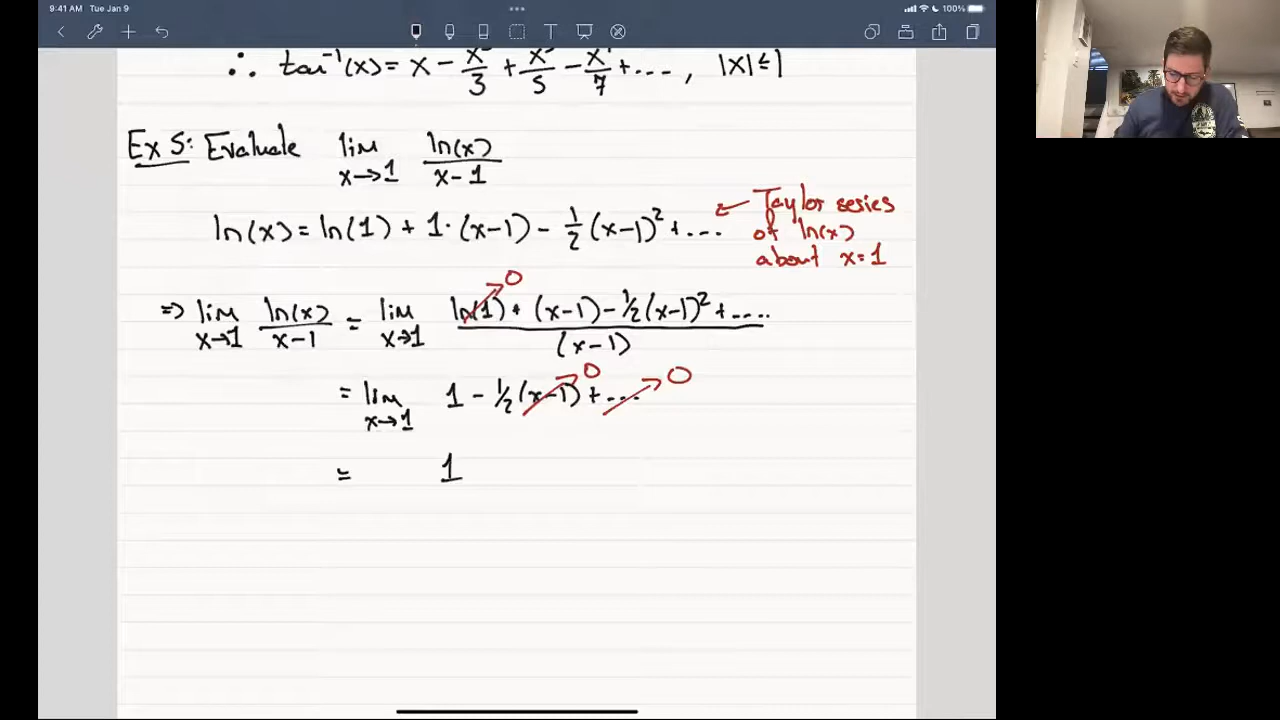 9:41 AM Tue Jan 9
100%
∴ tan⁻¹(x) = x - x/3 + x/5 - x/7 + ..., |x| ≤ 1
Ex 5: Evaluate lim x→1 ln(x)/x-1
ln(x) = ln(1) + 1·(x-1) - 1/2 (x-1)² + ...
← Taylor series
of ln(x)
about x=1
⇒ lim x→1 ln(x)/x-1 = lim x→1 ln(1) + (x-1) - 1/2 (x-1)² + .... / (x-1)
0
= lim x→1 1 - 1/2 (x-1) + ...
0 0
= 1